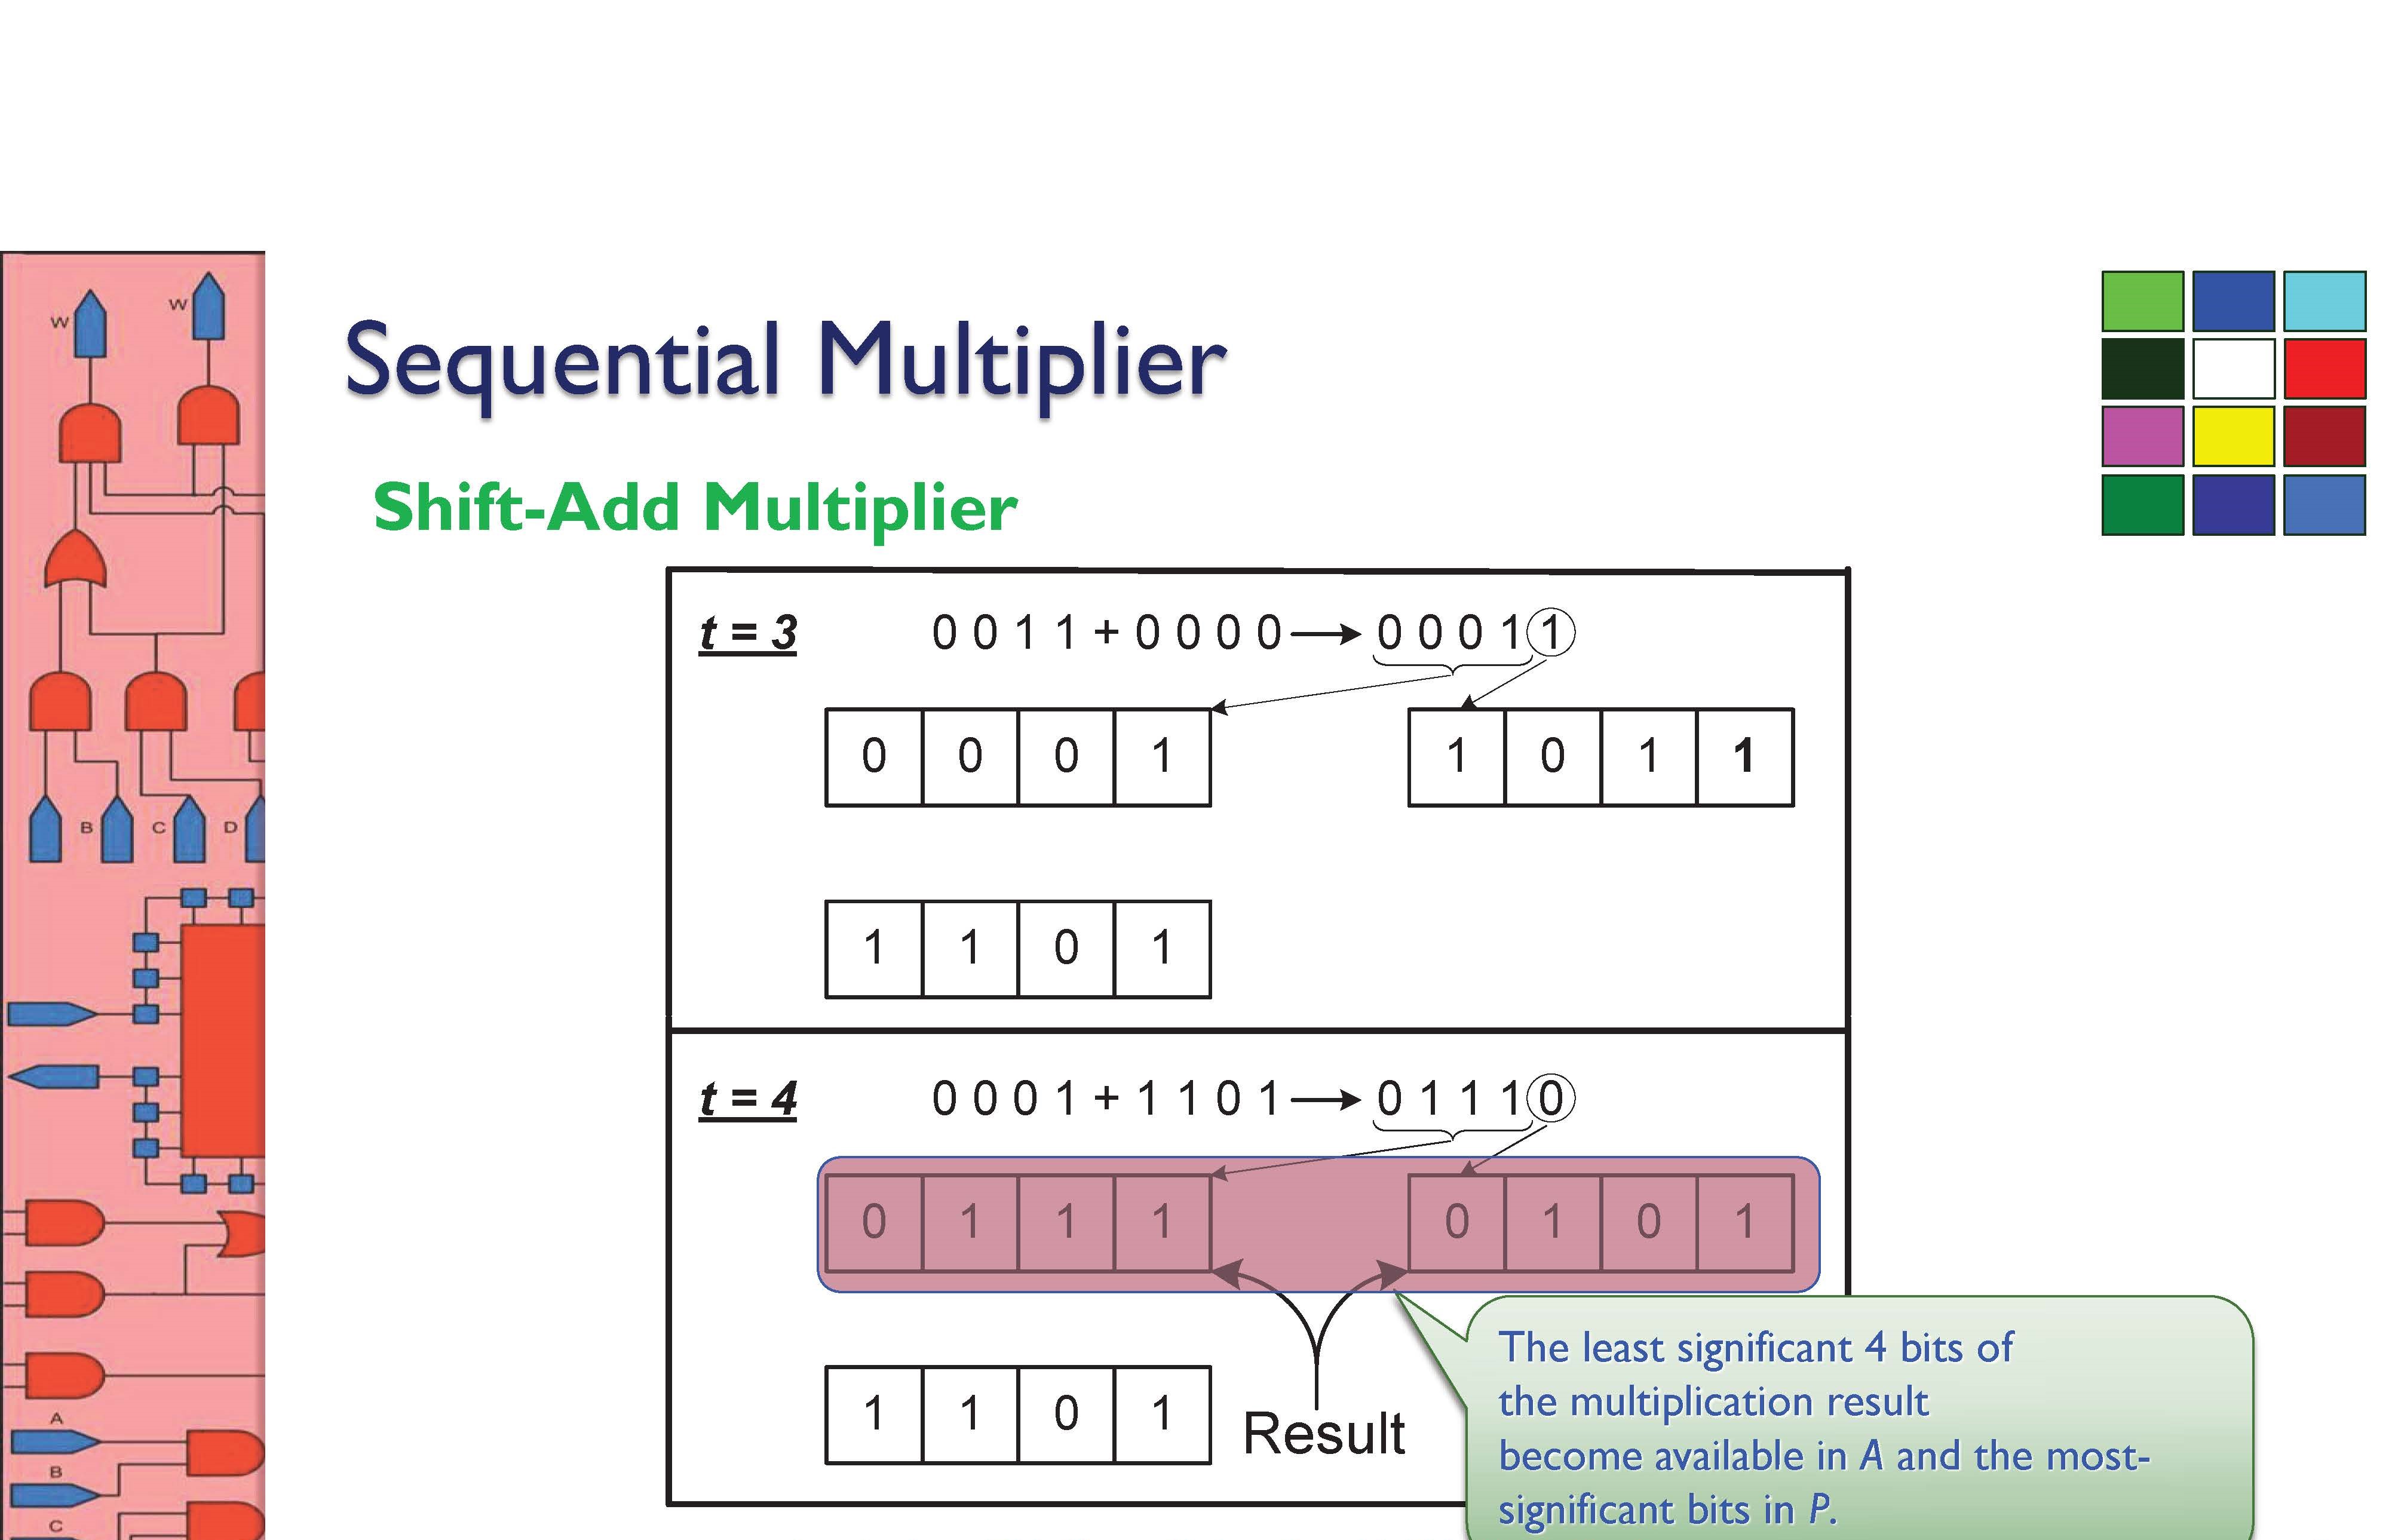 W W
Sequential Multiplier
Shift-Add Multiplier
t = 3 0 0 1 1 + 0 0 0 0 0 0 0 1 1
0 0 0 1 1 0 1 1
B C D
1 1 0 1
t = 4 0 0 0 1 + 1 1 0 1 0 1 1 1 0
0 1 1 1 0 1 0 1
1 1 0 1
Result
The least significant 4 bits of
the multiplication result
become available in A and the most-
significant bits in P.
A
B
C